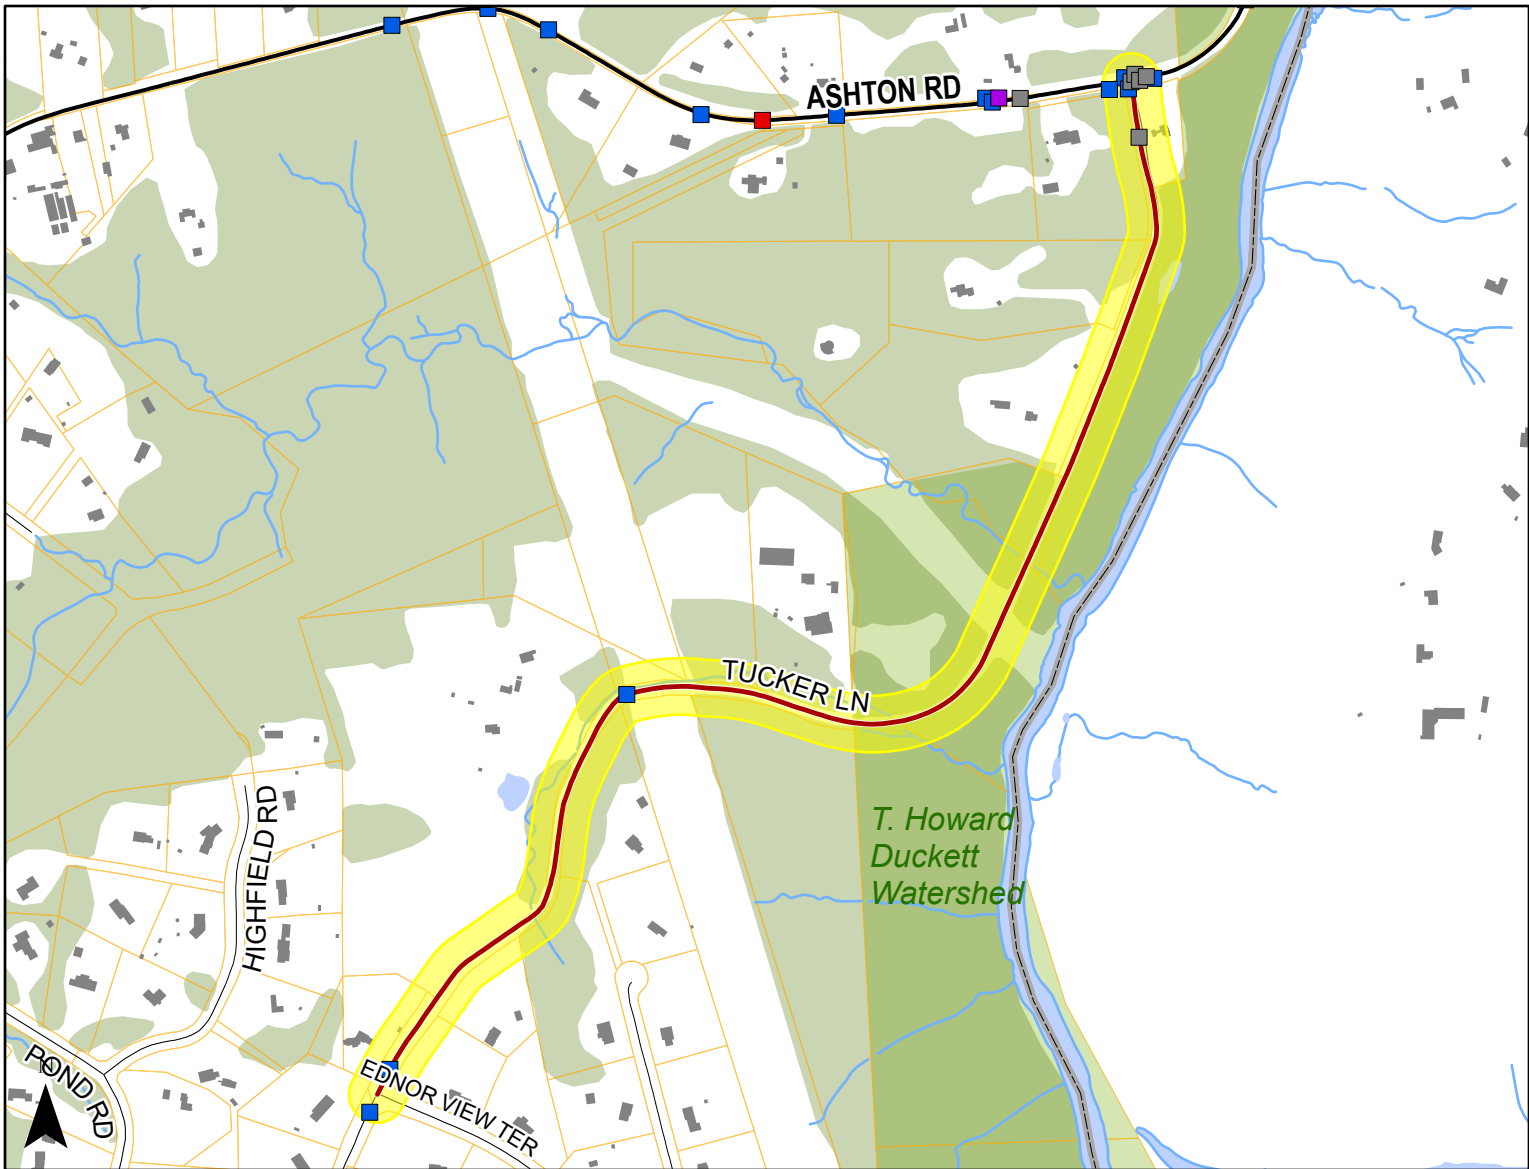 ASHTON RD
TUCKER LN
T. Howard
Duckett
Watershed
HIGHFIELD RD
POND RD
EDNOR VIEW TER